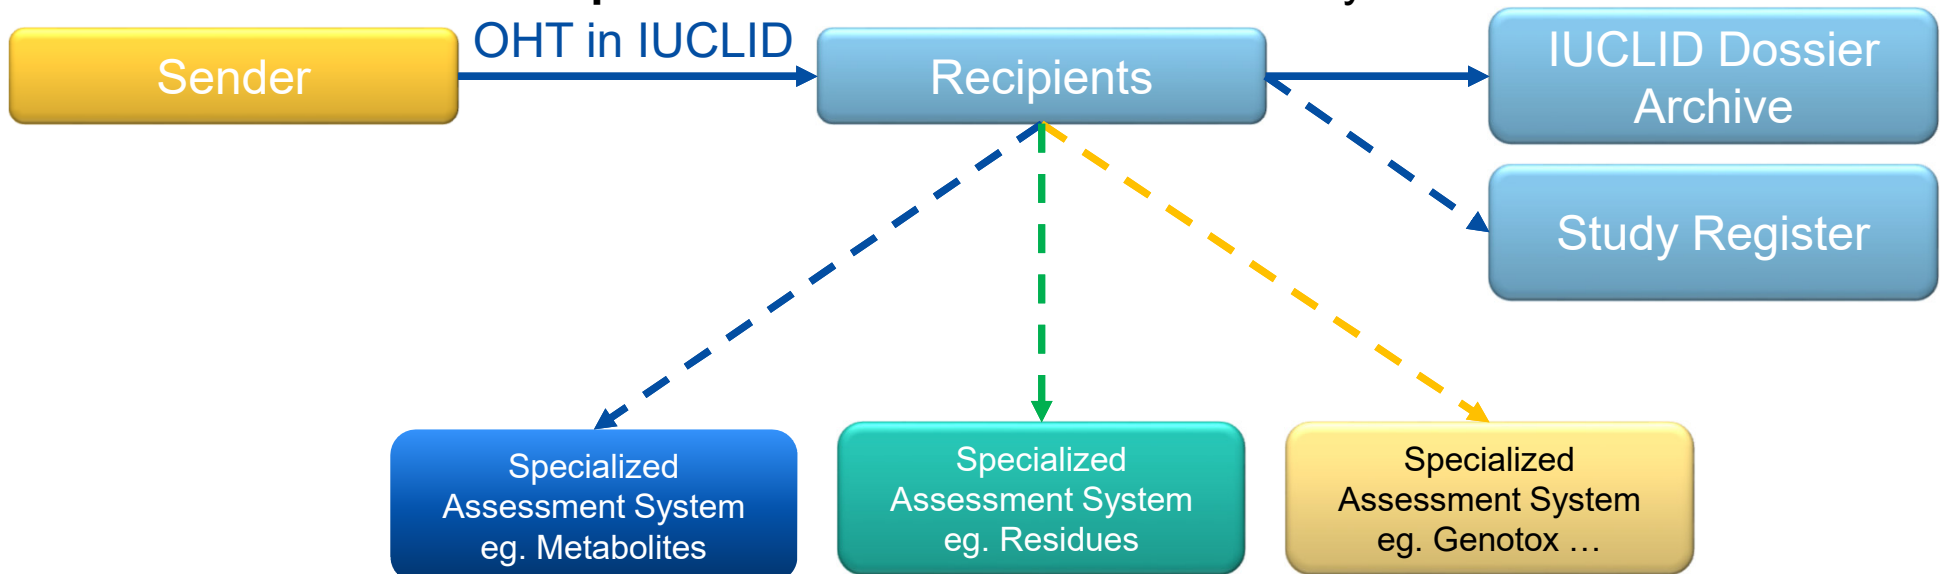 OHT in IUCLID
Sender
Recipients
IUCLID Dossier
Archive
Study Register
Specialized
Assessment System
eg. Metabolites
Specialized
Assessment System
eg. Residues
Specialized
Assessment System
eg. Genotox …